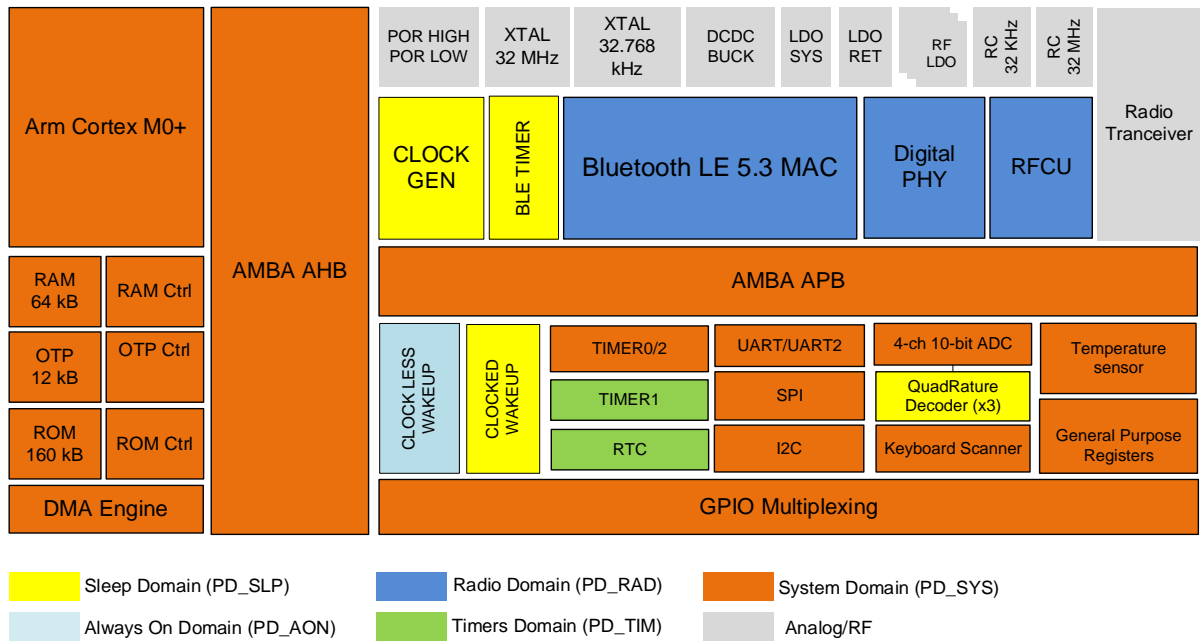 POR HIGH
POR LOW
XTAL
32 MHz
XTAL
32.768
kHz
DCDC
BUCK
LDO
SYS
LDO
RET
RF
LDO
RC
32 KHz
RC
32 MHz
Arm Cortex M0+
AMBA AHB
CLOCK
GEN
BLE TIMER
Bluetooth LE 5.3 MAC
Digital
PHY
RFCU
Radio
Tranceiver
RAM
64 kB
RAM Ctrl
AMBA APB
OTP
12 kB
OTP Ctrl
ROM
160 kB
ROM Ctrl
DMA Engine
CLOCK LESS
WAKEUP
CLOCKED
WAKEUP
TIMER0/2
TIMER1
RTC
UART/UART2
SPI
I2C
4-ch 10-bit ADC
QuadRature
Decoder (x3)
Keyboard Scanner
Temperature
sensor
General Purpose
Registers
GPIO Multiplexing
Sleep Domain (PD_SLP)
Radio Domain (PD_RAD)
System Domain (PD_SYS)
Always On Domain (PD_AON)
Timers Domain (PD_TIM)
Analog/RF